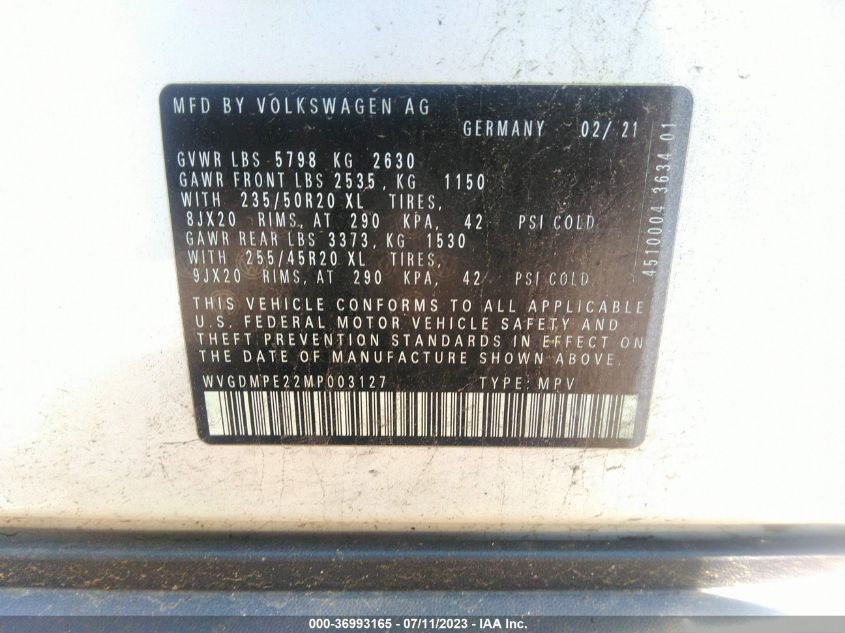 MFD BY VOLKSWAGEN AG
GERMANY 02/21
GVWR LBS 5798 KG 2630
GAWR FRONT LBS 2535, KG 1150
WITH 235/50R20 XL TIRES,
8JX20 RIMS, AT 290 KPA, 42 PSI COLD
GAWR REAR LBS 3373, KG 1530
WITH 255/45R20 XL TIRES,
9JX20 RIMS, AT 290 KPA, 42 PSI COLD
THIS VEHICLE CONFORMS TO ALL APPLICABLE
U.S. FEDERAL MOTOR VEHICLE SAFETY AND
THEFT PREVENTION STANDARDS IN EFFECT ON
THE DATE OF MANUFACTURE SHOWN ABOVE.
WVGDMPE22MP003127 TYPE: MPV
4510004 3634 01
000-36993165 - 07/11/2023 - IAA Inc.